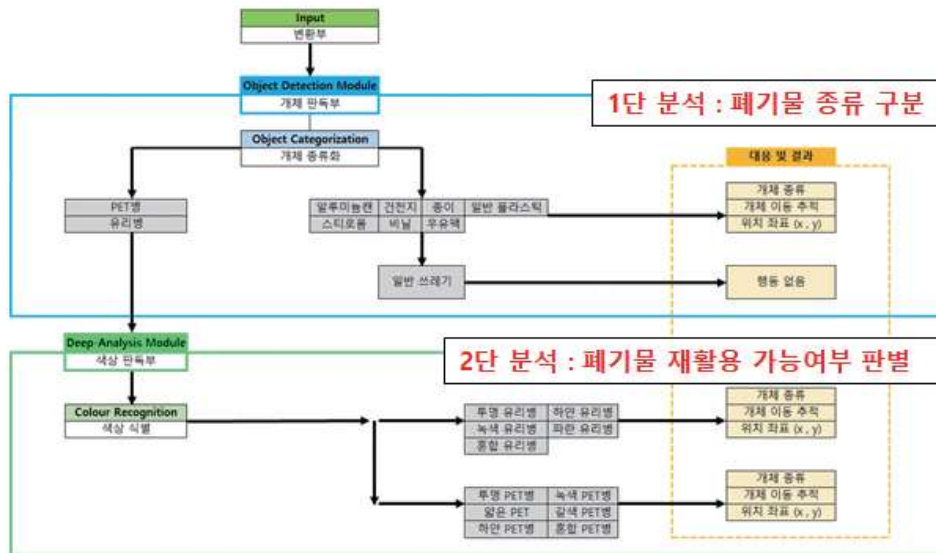 Input
변환부
Object Detection Module
개체 판독부
1단 분석 : 폐기물 종류 구분
Object Categorization
개체 종류화
대응 및 결과
PET병
유리병
알루미늄캔 건전지 종이 일반 플라스틱
스티로폼 비닐 우유팩
개체 종류
개체 이동 추적
위치 좌표 (x , y)
일반 쓰레기
행동 없음
Deep-Analysis Module
색상 판독부
2단 분석 : 폐기물 재활용 가능여부 판별
Colour Recognition
색상 식별
투명 유리병 하얀 유리병
녹색 유리병 파란 유리병
혼합 유리병
개체 종류
개체 이동 추적
위치 좌표 (x , y)
투명 PET병 녹색 PET병
얇은 PET 갈색 PET병
하얀 PET병 혼합 PET병
개체 종류
개체 이동 추적
위치 좌표 (x , y)